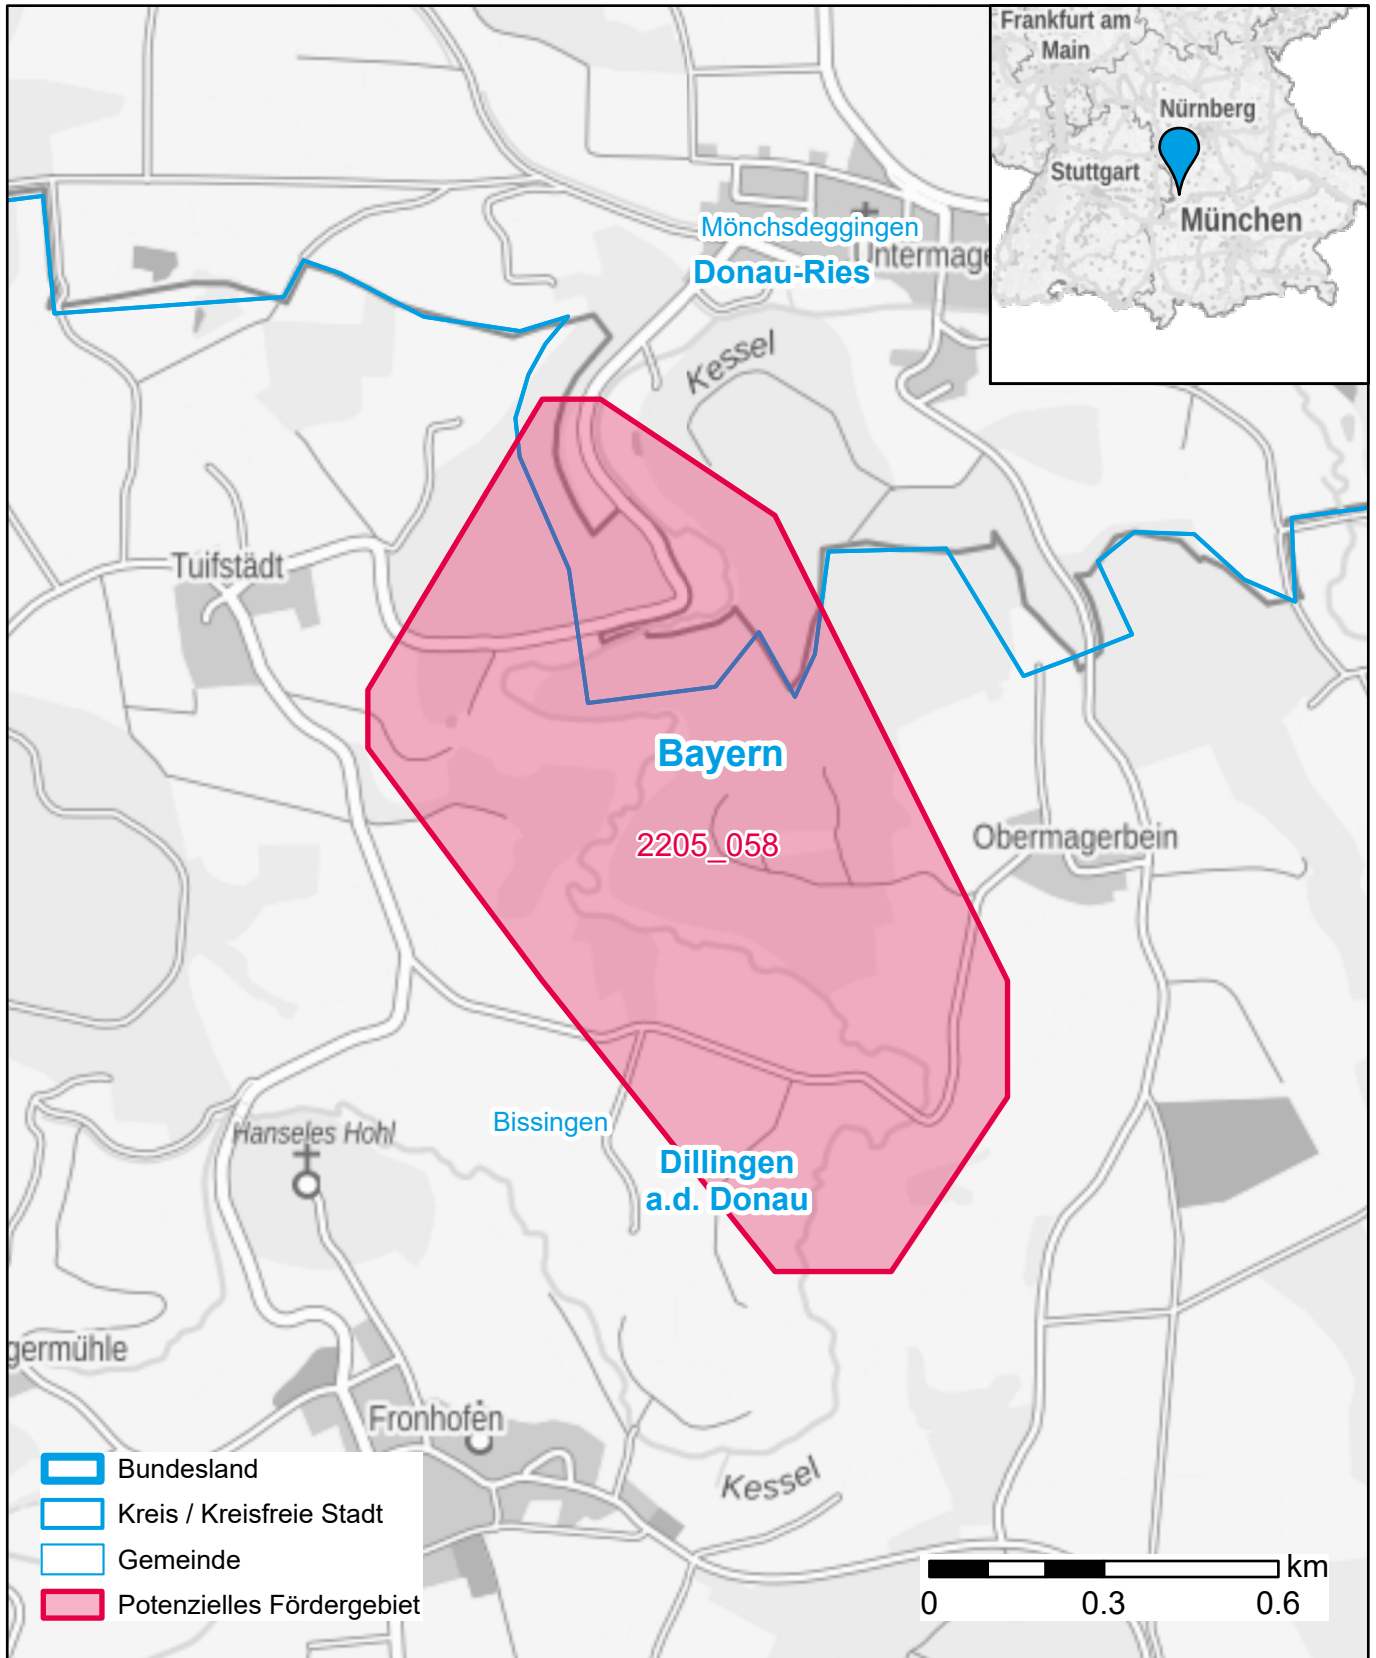 Frankfurt am
Main
Nürnberg
Stuttgart
München
Mönchsdeggingen
Untermage
Donau-Ries
Kessel
Tuifstädt
Bayern
2205_058
Obermagerbein
Bissingen
Hanseles Hohl
Dillingen
a.d. Donau
germühle
Fronhofen
Kessel
Bundesland
Kreis / Kreisfreie Stadt
Gemeinde
Potenzielles Fördergebiet
km
0 0.3 0.6